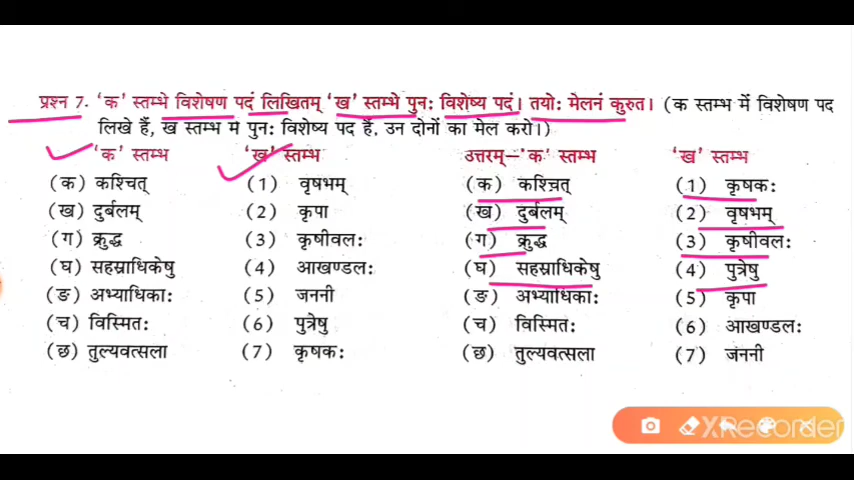 प्रश्न 7. 'क' स्तम्भे विशेषण पदं लिखितम् 'ख' स्तम्भे पुनः विशेष्य पदं। तयोः मेलनं कुरुत। (क स्तम्भ में विशेषण पद
लिखे हैं, ख स्तम्भ में पुनः विशेष्य पद हैं, उन दोनों का मेल करो।)
'क' स्तम्भ 'ख' स्तम्भ उत्तरम्–'क' स्तम्भ 'ख' स्तम्भ
(क) कश्चित् (1) वृषभम् (क) कश्चित् (1) कृषकः
(ख) दुर्बलम् (2) कृपा (ख) दुर्बलम् (2) वृषभम्
(ग) क्रुद्ध (3) कृषीवलः (ग) क्रुद्ध (3) कृषीवलः
(घ) सहस्राधिकेषु (4) आखण्डलः (घ) सहस्राधिकेषु (4) पुत्रेषु
(ङ) अभ्याधिकाः (5) जननी (ङ) अभ्याधिकाः (5) कृपा
(च) विस्मितः (6) पुत्रेषु (च) विस्मितः (6) आखण्डलः
(छ) तुल्यवत्सला (7) कृषकः (छ) तुल्यवत्सला (7) जननी
XRecorder